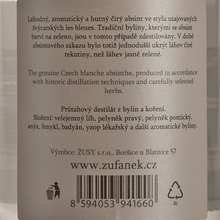 Lahodný, aromatický a hutný čirý absint ve stylu utajovaných
švýcarských les bleues. Tradiční byliny, kterými se absint
barví na zeleno, jsou v tomto případě zdestilovány. V době
absintového zákazu bylo totiž jednodušší ukrýt láhev čiré
tekutiny, než láhev jasně zelené.
The genuine Czech blanche absinthe, produced in accordance with
historic distillation techniques and carefully selected
herbs.
Průtahový destilát z bylin a koření.
Složení: velejemný líh, pelyněk pravý, pelyněk pontický,
anýz, fenykl, badyán, yzop lékařský a další aromatické byliny.
Výrobce: ŽUSY s.r.o., Boršice u Blatnice 57
www.zufanek.cz
8 594053 941660